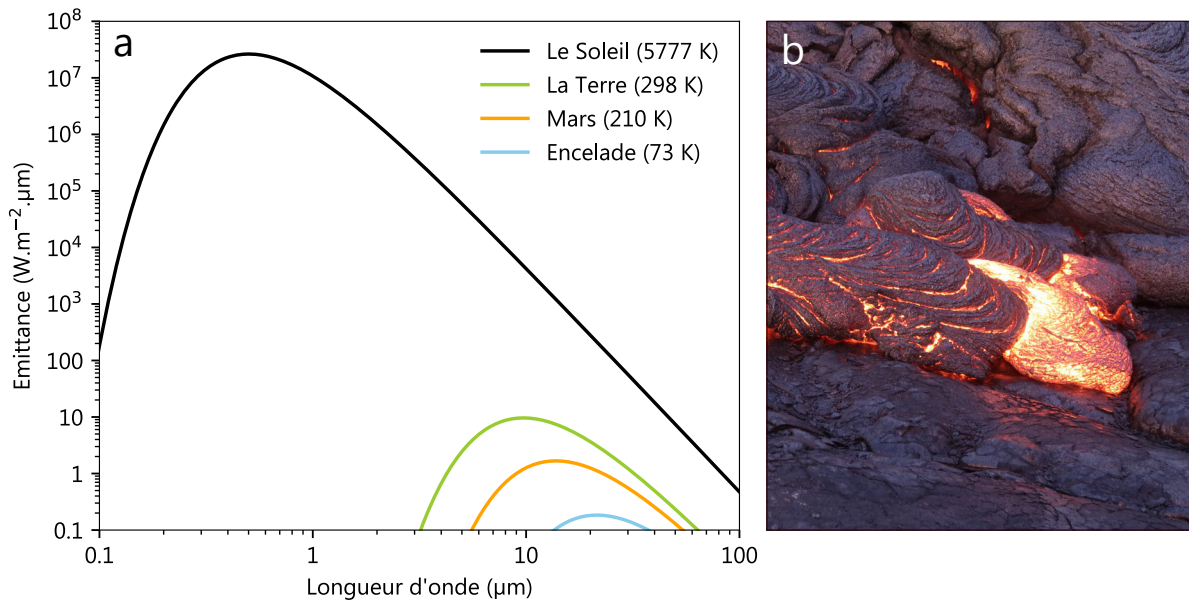 a
Le Soleil (5777 K)
La Terre (298 K)
Mars (210 K)
Encelade (73 K)
Emittance (W.m⁻².µm)
10⁸
10⁷
10⁶
10⁵
10⁴
10³
100
10
1
0.1
0.1 1 10 100
Longueur d'onde (µm)
b